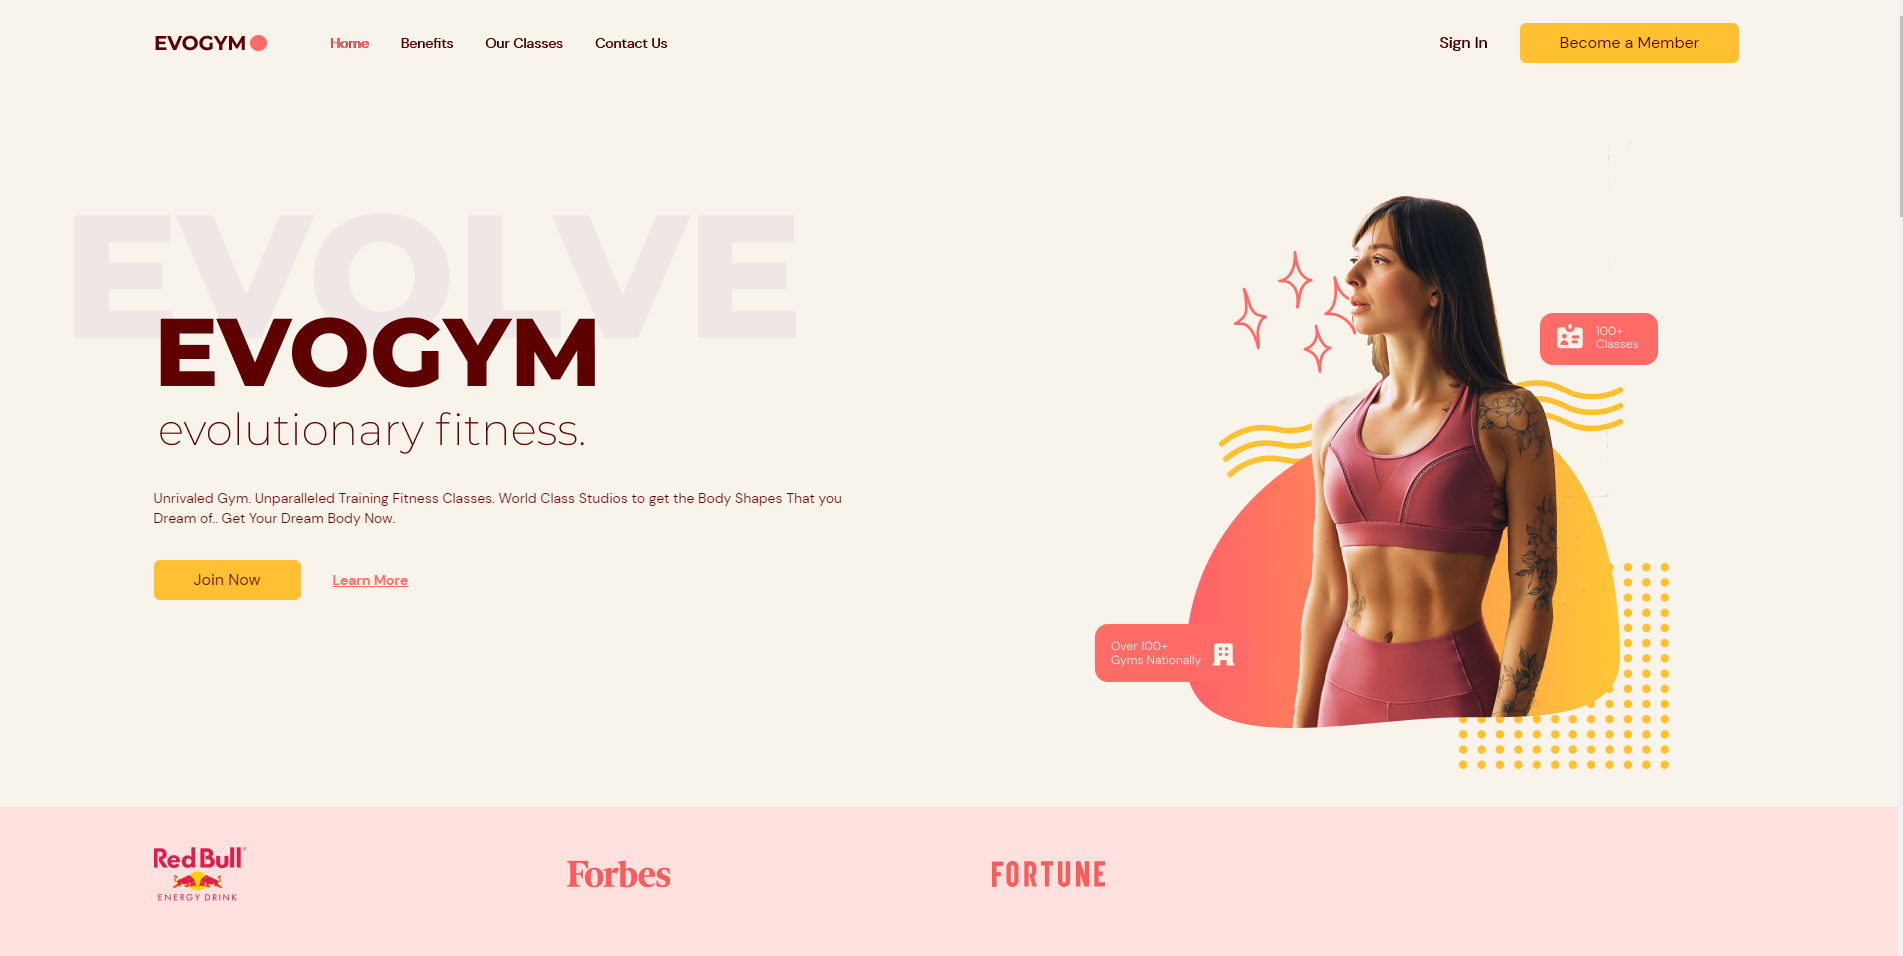 EVOGYM
Home
Benefits
Our Classes
Contact Us
Sign In
Become a Member
EVOLVE
EVOGYM
evolutionary fitness.
Unrivaled Gym. Unparalleled Training Fitness Classes. World Class Studios to get the Body Shapes That you
Dream of.. Get Your Dream Body Now.
Join Now
Learn More
100+
Classes
Over 100+
Gyms Nationally
Red Bull
ENERGY DRINK
Forbes
FORTUNE